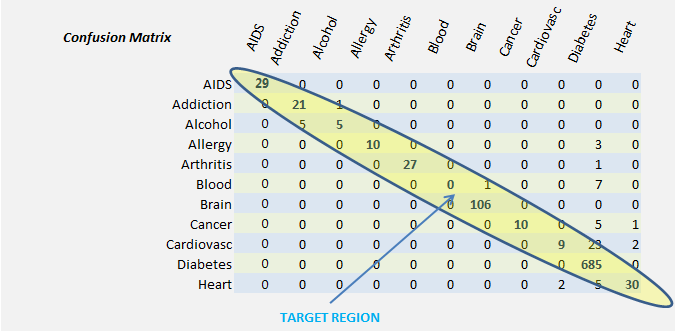 Confusion Matrix AIDS Addiction Alcohol Allergy Arthritis Blood Brain Cancer Cardiovasc Diabetes Heart
AIDS 29 0 0 0 0 0 0 0 0 0 0
Addiction 0 21 1 0 0 0 0 0 0 0 0
Alcohol 0 5 5 0 0 0 0 0 0 0 0
Allergy 0 0 0 10 0 0 0 0 0 3 0
Arthritis 0 0 0 0 27 0 0 0 0 1 0
Blood 0 0 0 0 0 0 1 0 0 7 0
Brain 0 0 0 0 0 0 106 0 0 0 0
Cancer 0 0 0 0 0 0 0 10 0 5 1
Cardiovasc 0 0 0 0 0 0 0 0 9 23 2
Diabetes 0 0 0 0 0 0 0 0 0 685 0
Heart 0 0 0 0 0 0 0 0 2 5 30
TARGET REGION